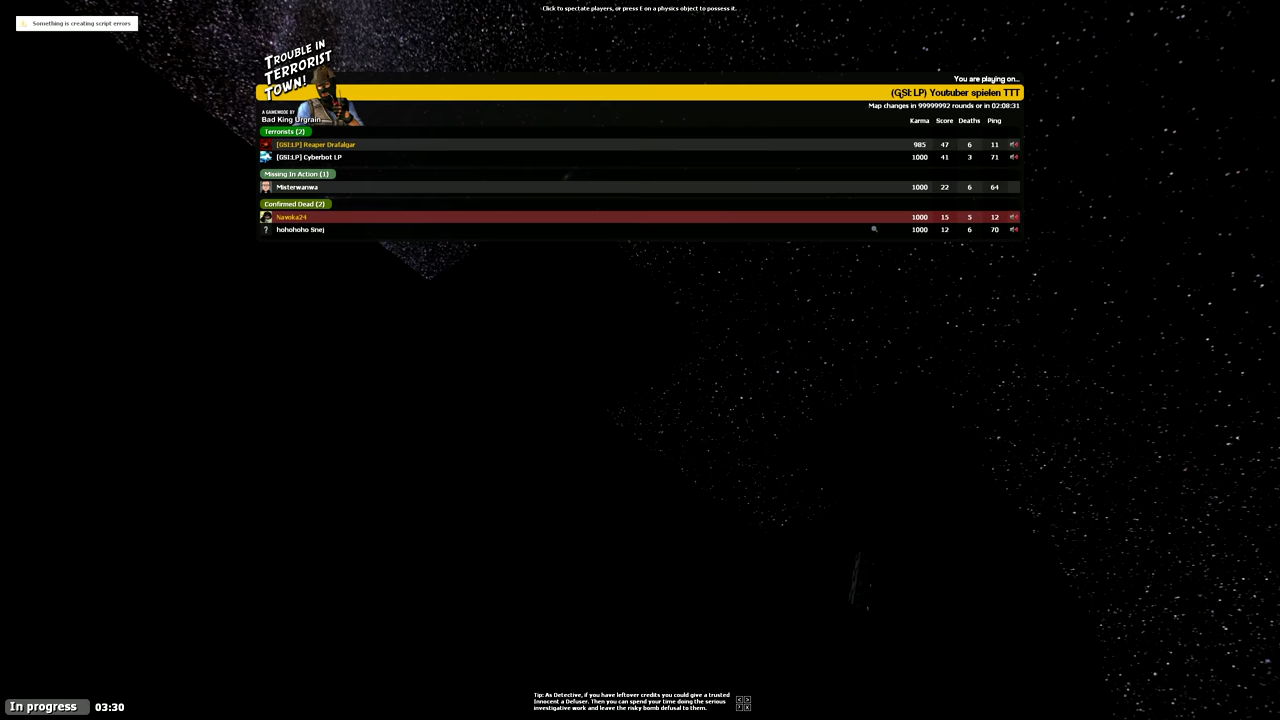 Click to spectate players, or press E on a physics object to possess it.
Something is creating script errors
TROUBLE IN
TERRORIST
TOWN!
You are playing on...
(GSI: LP) Youtuber spielen TTT
A GAMEMODE BY
Bad King Urgrain
Map changes in 99999992 rounds or in 02:08:31
Karma Score Deaths Ping
Terrorists (2)
[GSI:LP] Reaper Drafalgar 985 47 6 11
[GSI:LP] Cyberbot LP 1000 41 3 71
Missing In Action (1)
Misterwanwa 1000 22 6 64
Confirmed Dead (2)
Navoka24 1000 15 5 12
hohohoho Snej 1000 12 6 70
In progress 03:30
Tip: As Detective, if you have leftover credits you could give a trusted
Innocent a Defuser. Then you can spend your time doing the serious
investigative work and leave the risky bomb defusal to them.